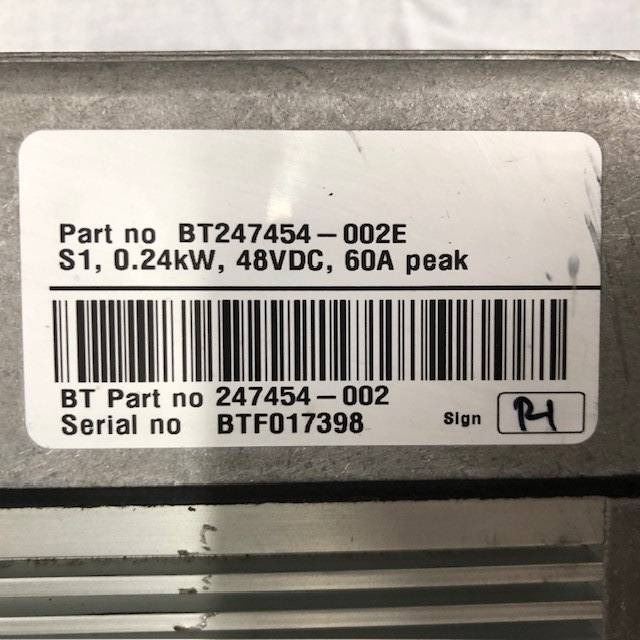 Part no BT247454-002E
S1, 0.24kW, 48VDC, 60A peak
BT Part no 247454-002
Serial no BTF017398
Sign